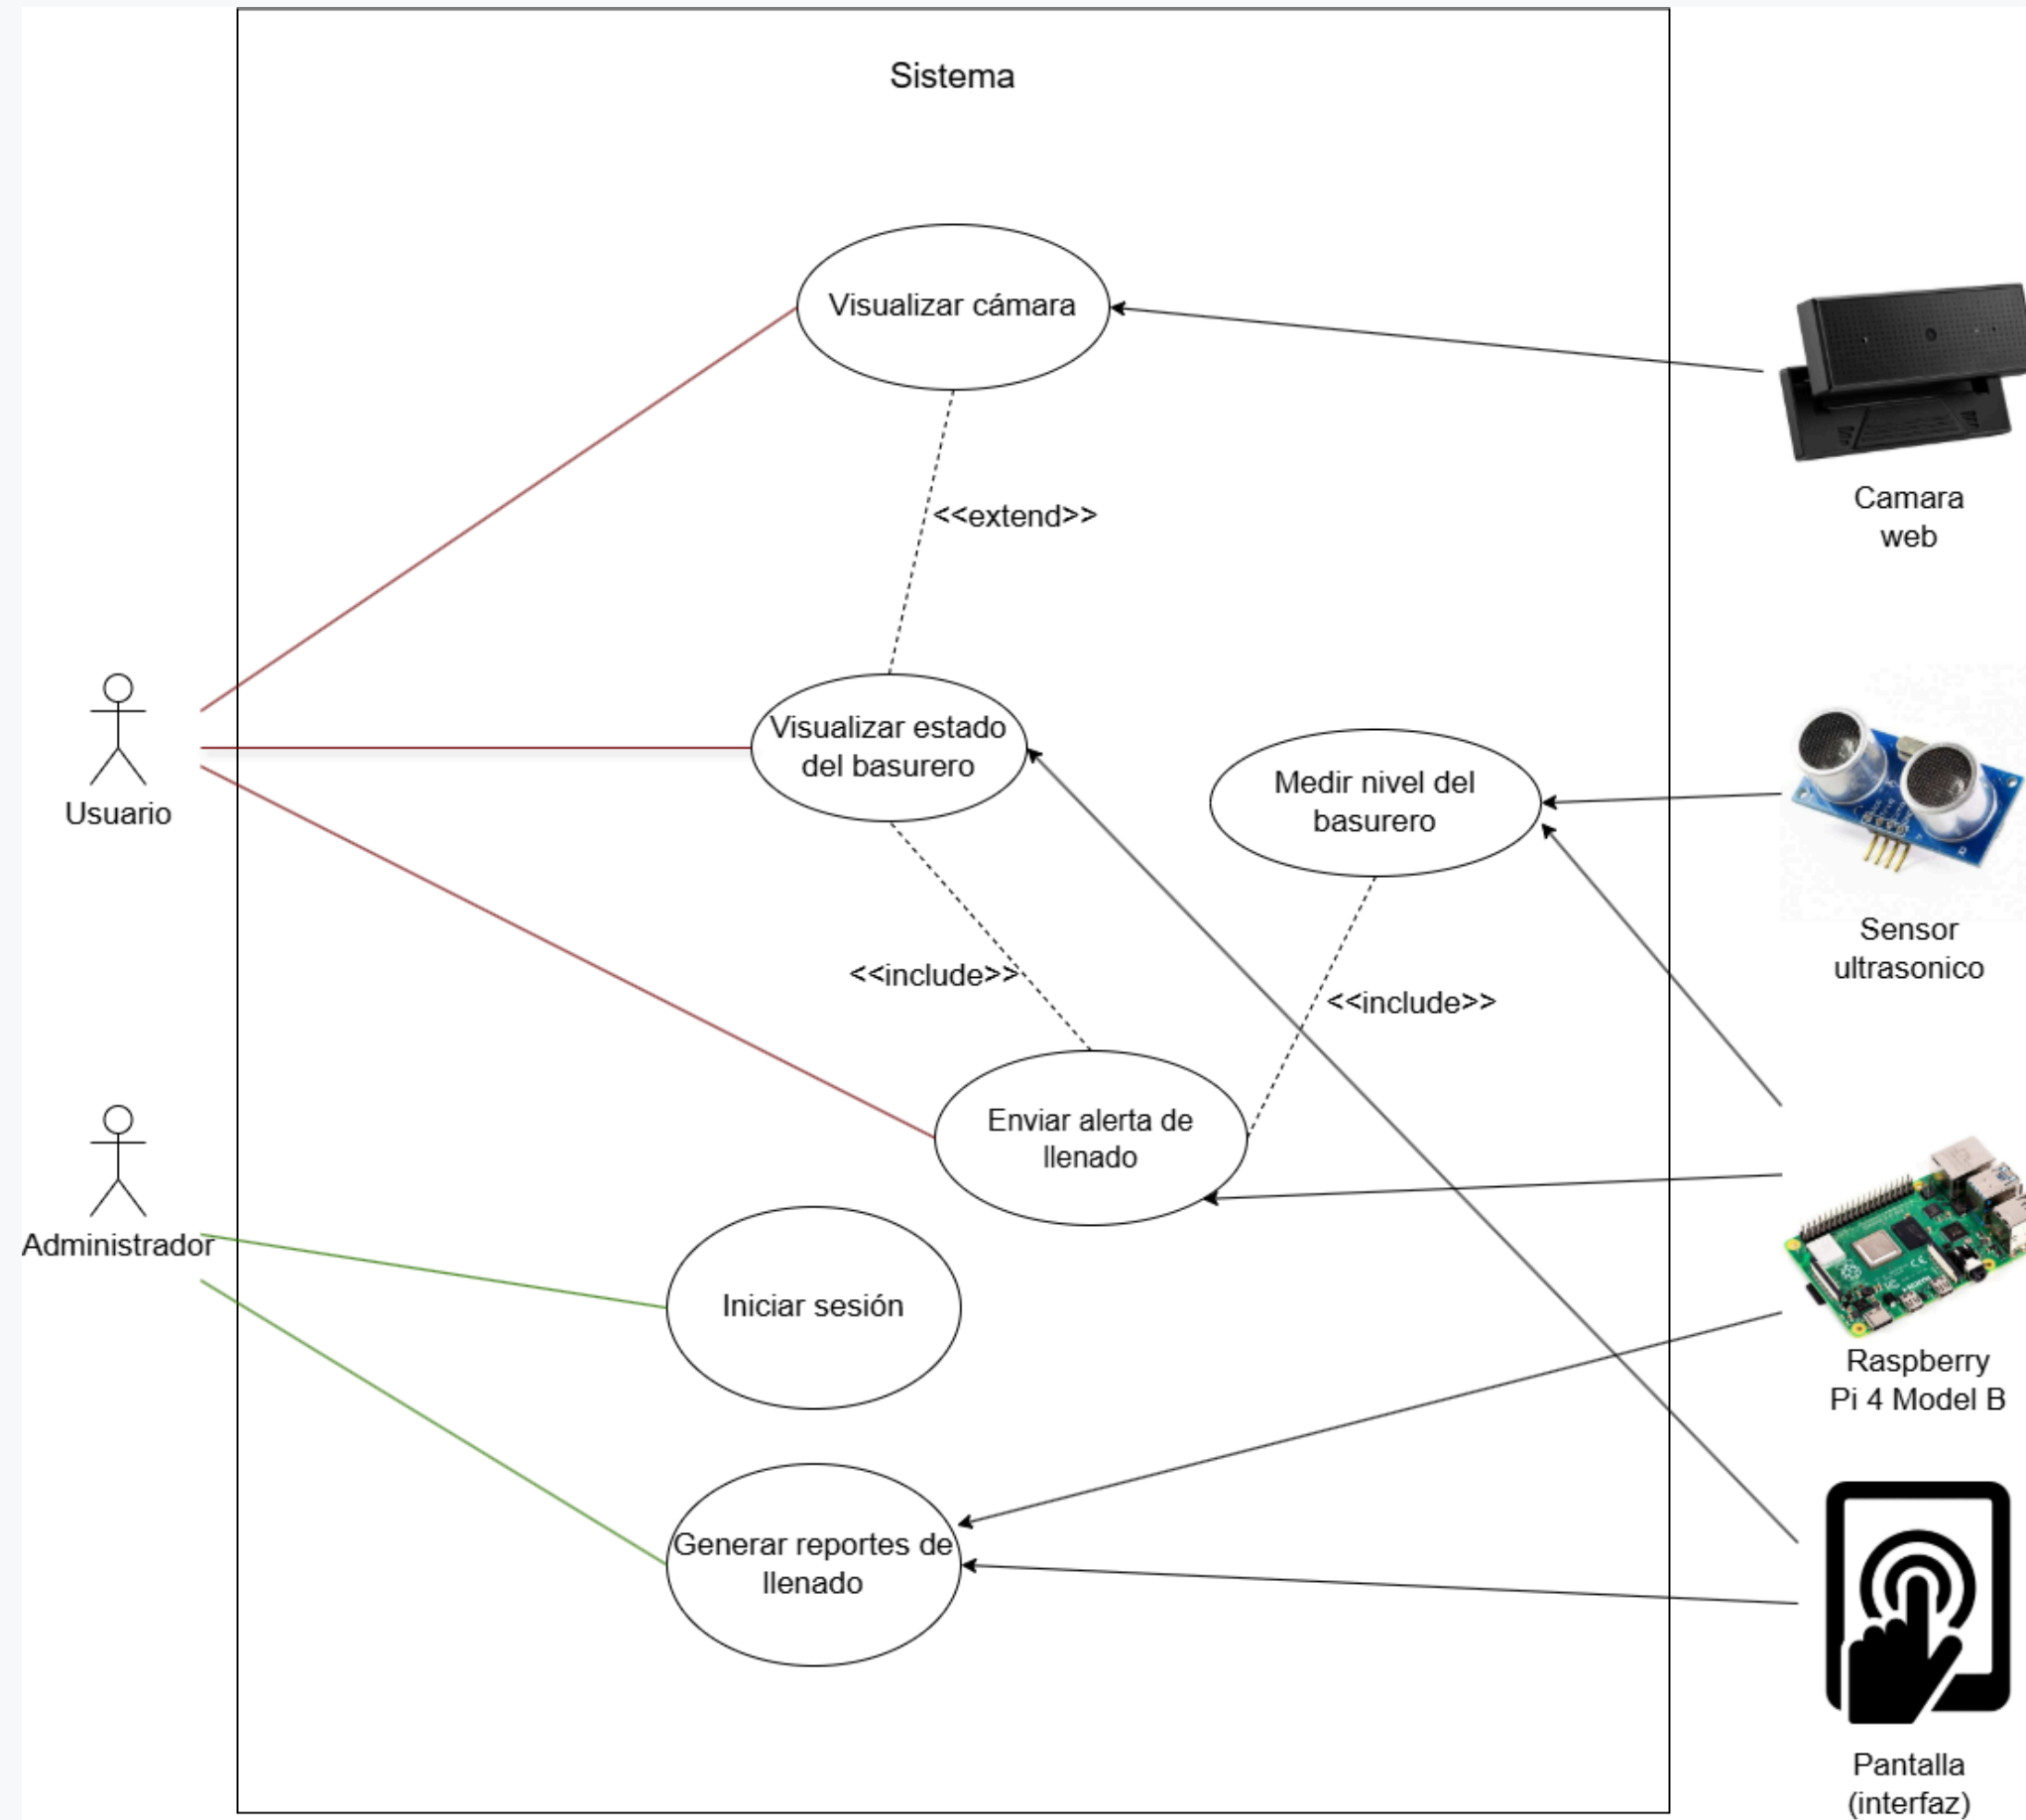 Sistema
Visualizar cámara
Camara
web
<<extend>>
Usuario
Visualizar estado
del basurero
Medir nivel del
basurero
Sensor
ultrasonico
<<include>>
<<include>>
Enviar alerta de
llenado
Administrador
Iniciar sesión
Raspberry
Pi 4 Model B
Generar reportes de
llenado
Pantalla
(interfaz)